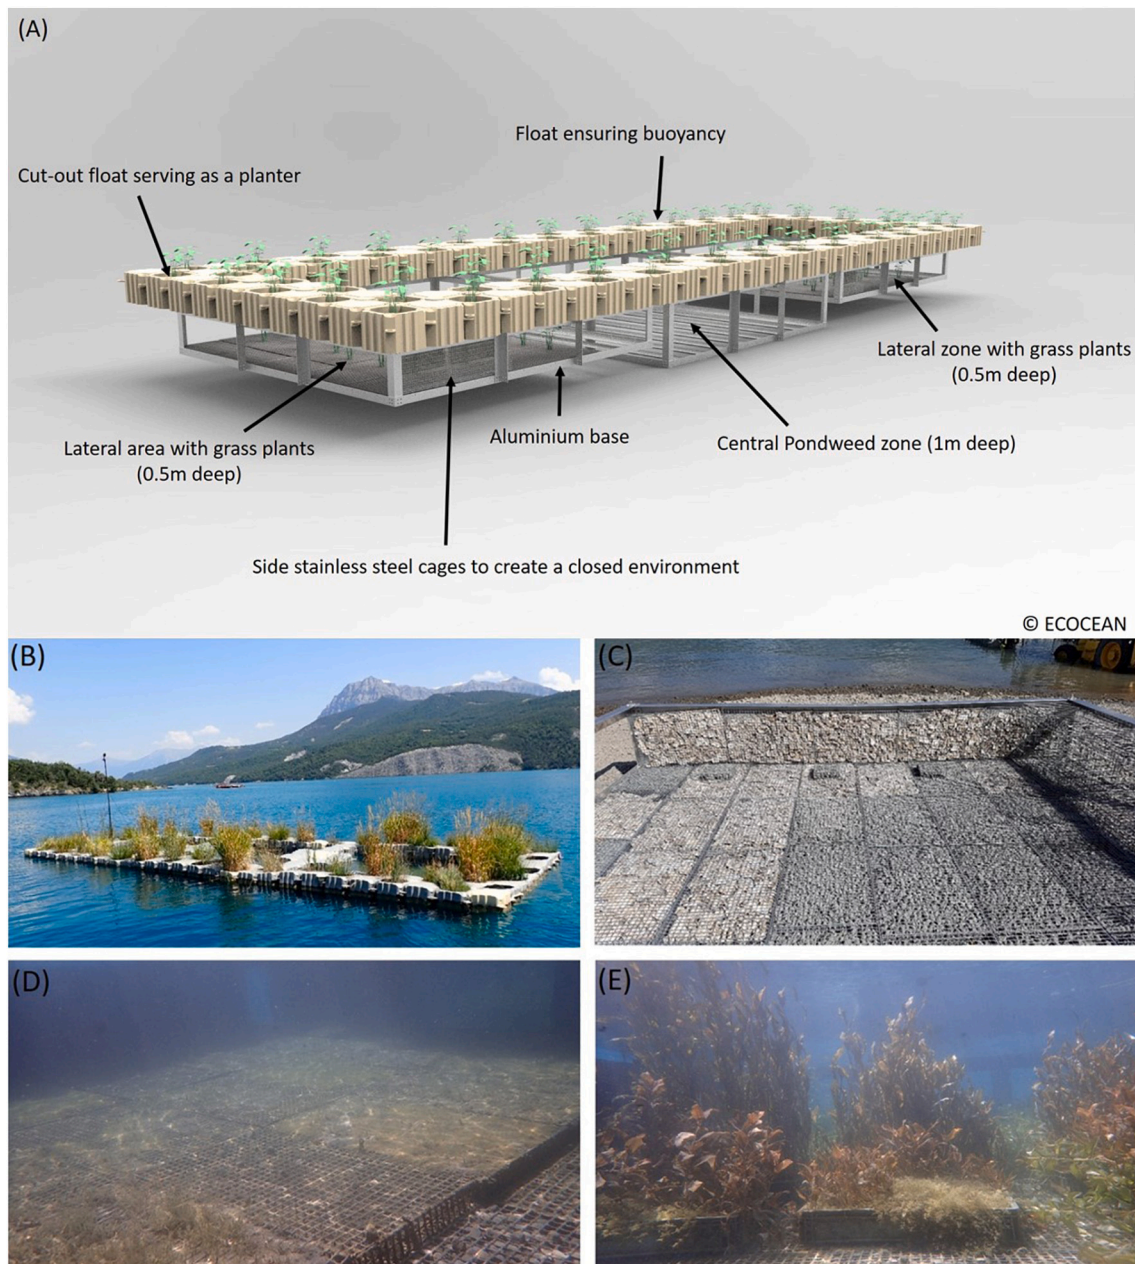 (A)
Float ensuring buoyancy
Cut-out float serving as a planter
Lateral zone with grass plants
(0.5m deep)
Aluminium base
Central Pondweed zone (1m deep)
Lateral area with grass plants
(0.5m deep)
Side stainless steel cages to create a closed environment
© ECOCEAN
(B)
(C)
(D)
(E)